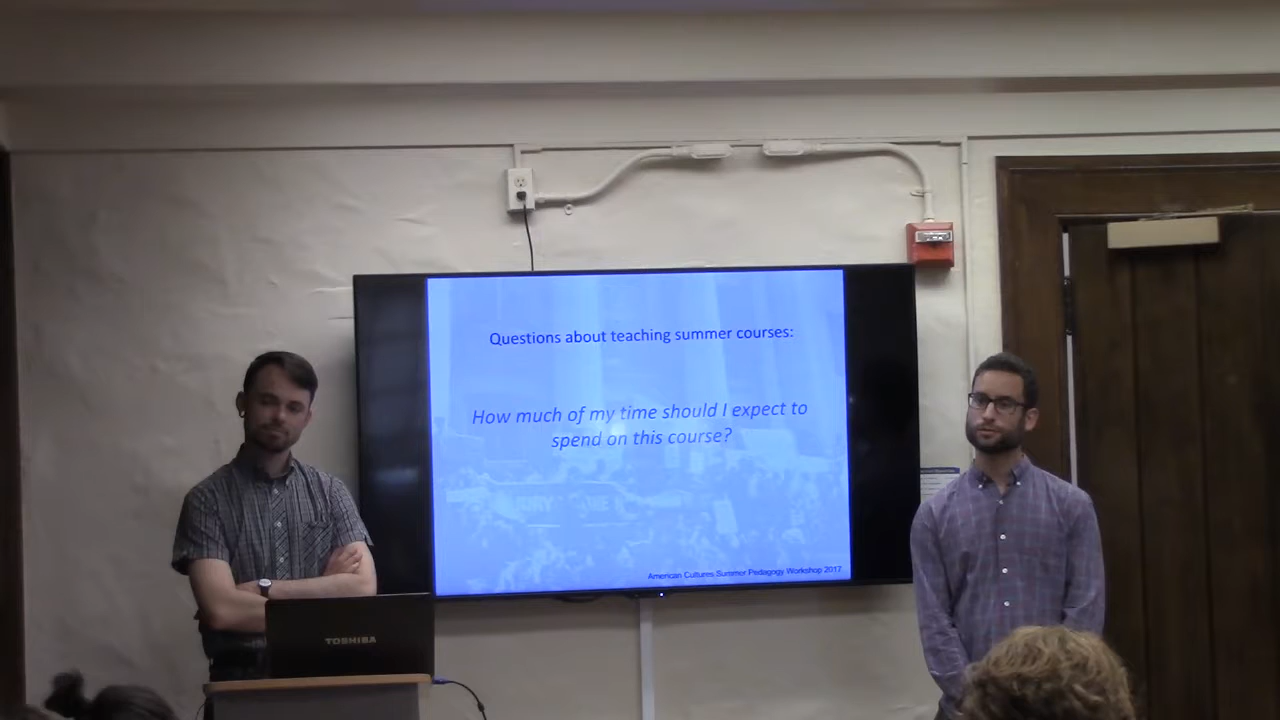 Questions about teaching summer courses:
How much of my time should I expect to
spend on this course?
American Cultures Summer Pedagogy Workshop 2017
TOSHIBA